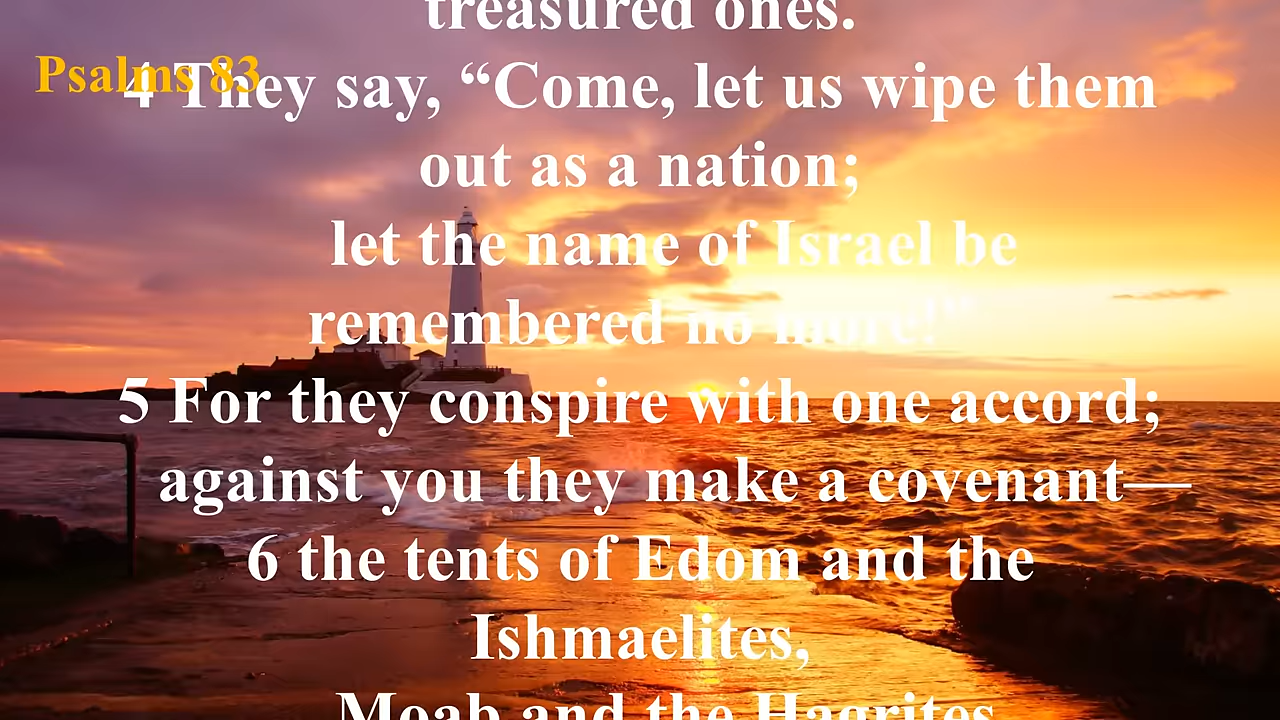 treasured ones.
Psalms 83
4 They say, “Come, let us wipe them
out as a nation;
let the name of Israel be
remembered no more!”
5 For they conspire with one accord;
against you they make a covenant—
6 the tents of Edom and the
Ishmaelites,
Moab and the Hagrites